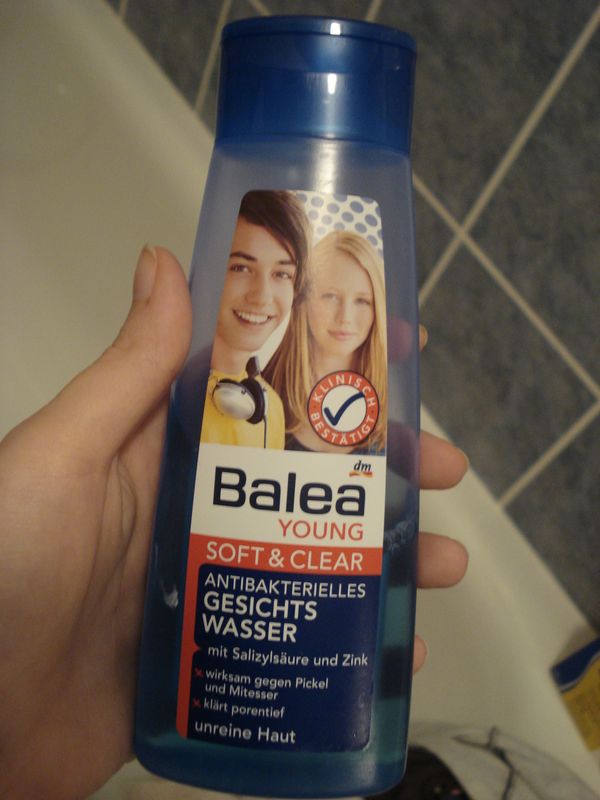 KLINISCH
BESTÄTIGT
dm
Balea
YOUNG
SOFT & CLEAR
ANTIBAKTERIELLES
GESICHTS
WASSER
mit Salizylsäure und Zink
wirksam gegen Pickel
und Mitesser
klärt porentief
unreine Haut